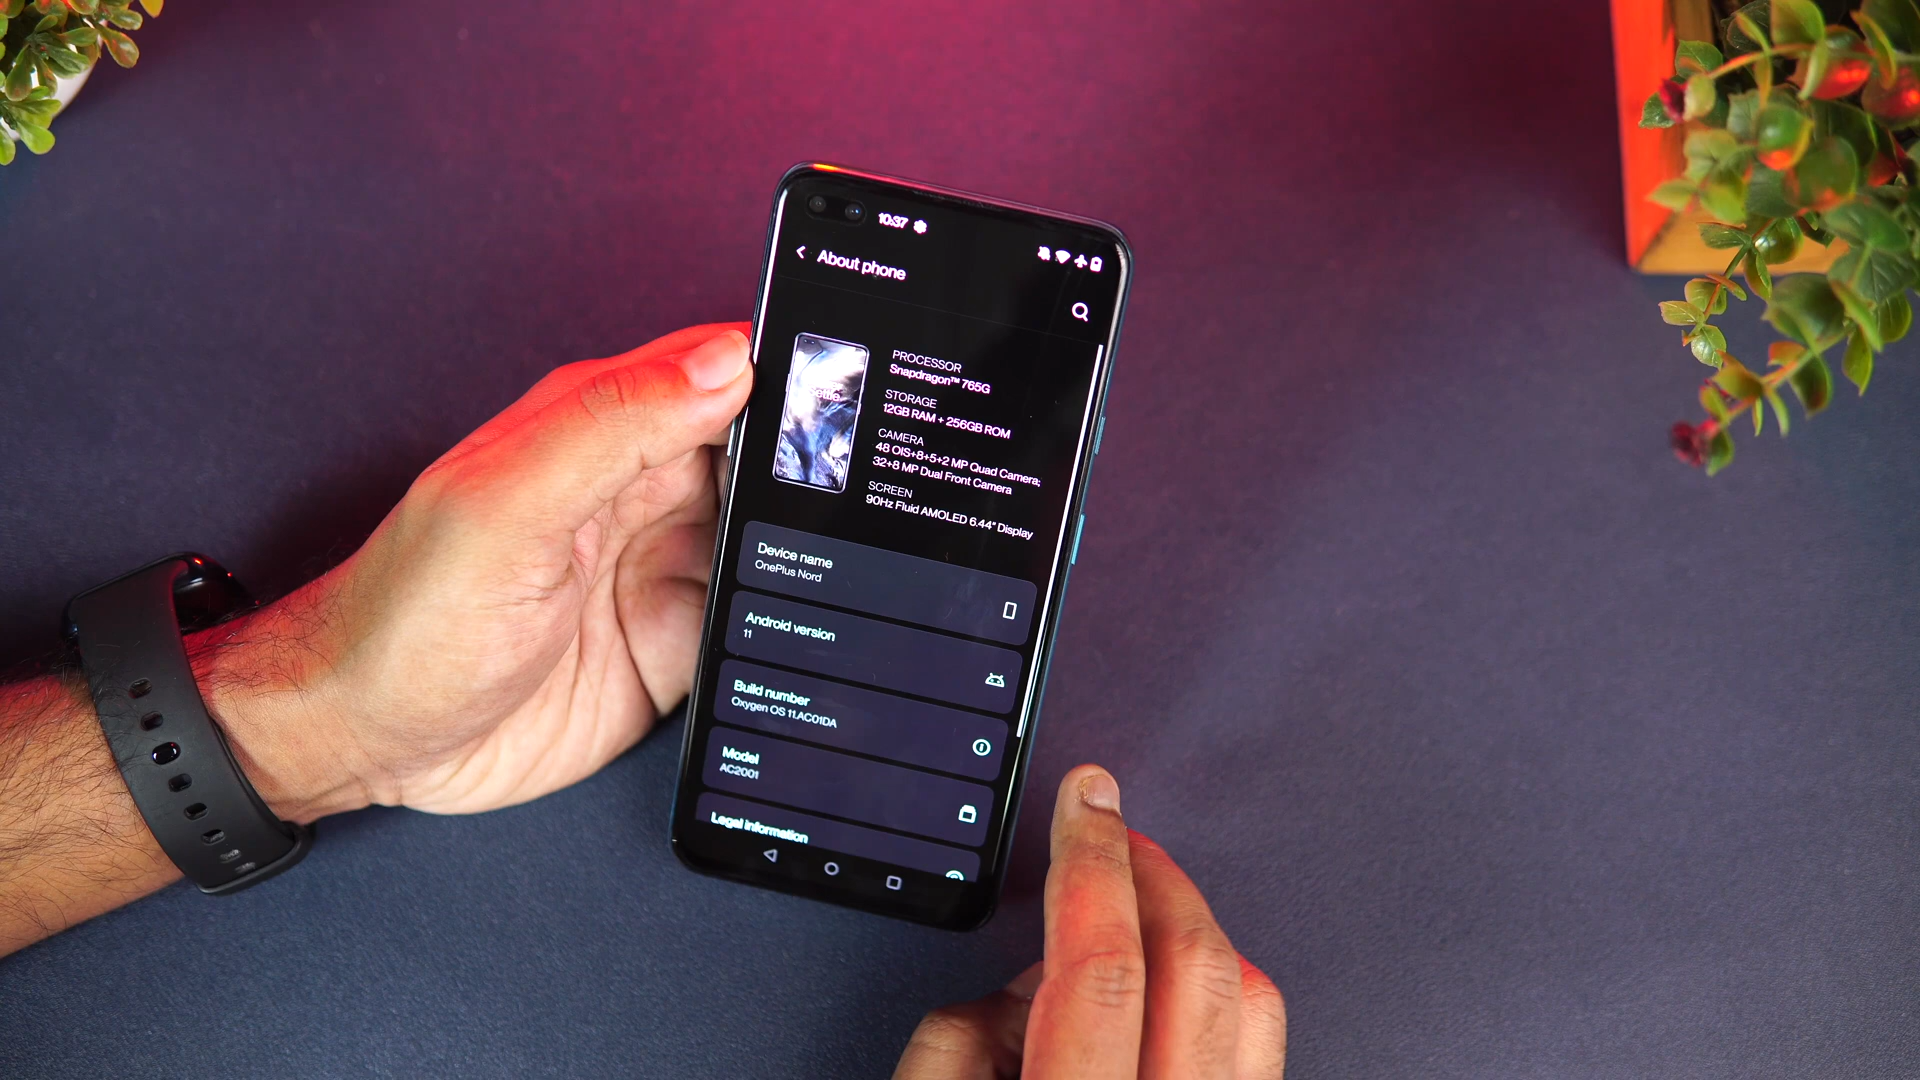 10:37
About phone
PROCESSOR
Snapdragon™ 765G
STORAGE
12GB RAM + 256GB ROM
CAMERA
48 OIS+8+5+2 MP Quad Camera;
32+8 MP Dual Front Camera
SCREEN
90Hz Fluid AMOLED 6.44" Display
Device name
OnePlus Nord
Android version
11
Build number
Oxygen OS 11.AC01DA
Model
AC2001
Legal information